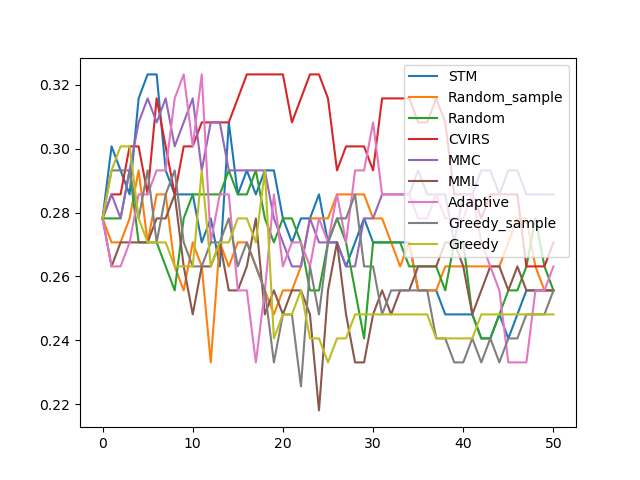 0.32
0.30
0.28
0.26
0.24
0.22
0
10
20
30
40
50
STM
Random_sample
Random
CVIRS
MMC
MML
Adaptive
Greedy_sample
Greedy